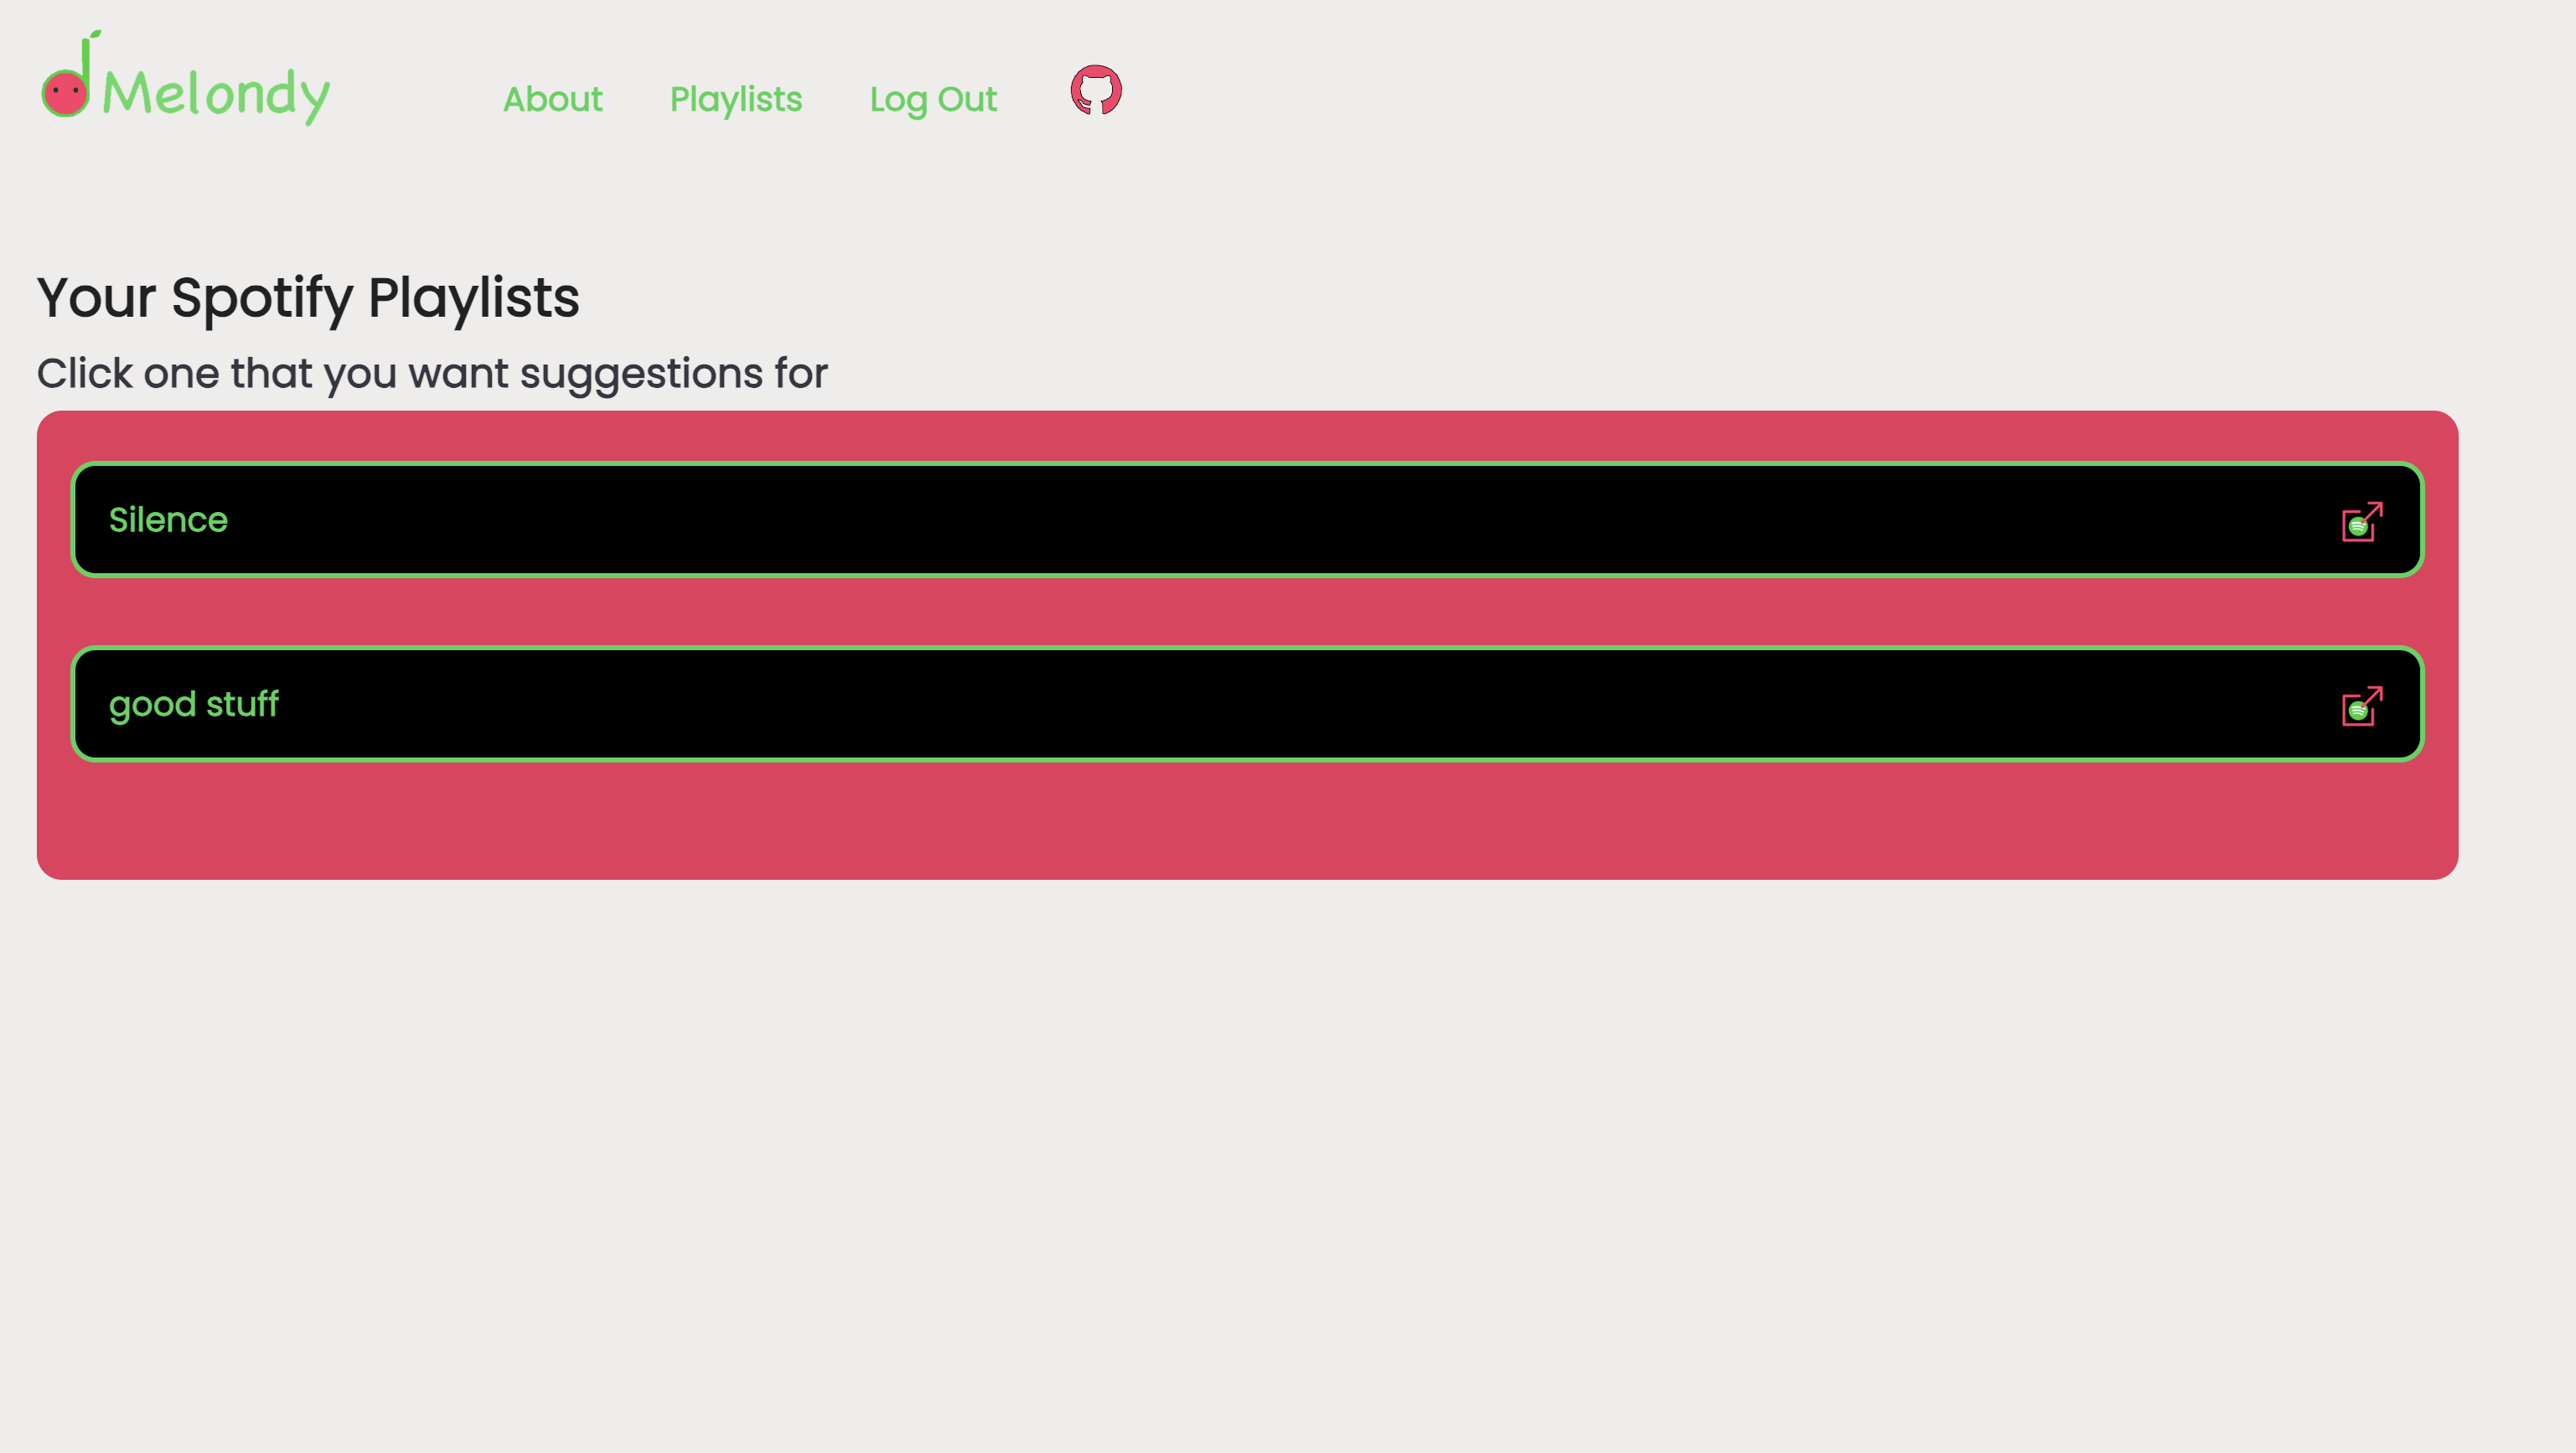 Melondy
About Playlists Log Out
Your Spotify Playlists
Click one that you want suggestions for
Silence
good stuff